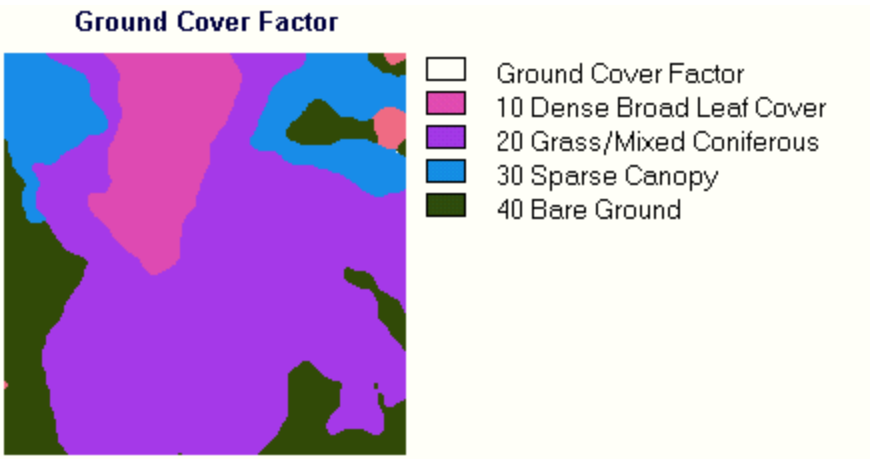 Ground Cover Factor
Ground Cover Factor
10 Dense Broad Leaf Cover
20 Grass/Mixed Coniferous
30 Sparse Canopy
40 Bare Ground